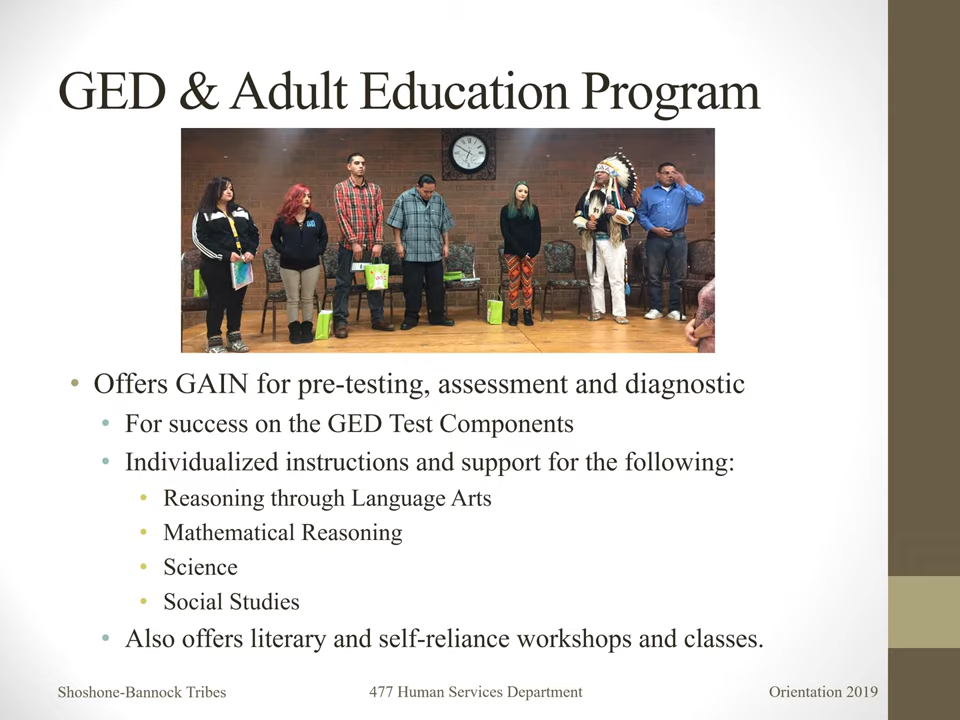 GED & Adult Education Program
• Offers GAIN for pre-testing, assessment and diagnostic
• For success on the GED Test Components
• Individualized instructions and support for the following:
• Reasoning through Language Arts
• Mathematical Reasoning
• Science
• Social Studies
• Also offers literary and self-reliance workshops and classes.
Shoshone-Bannock Tribes
477 Human Services Department
Orientation 2019